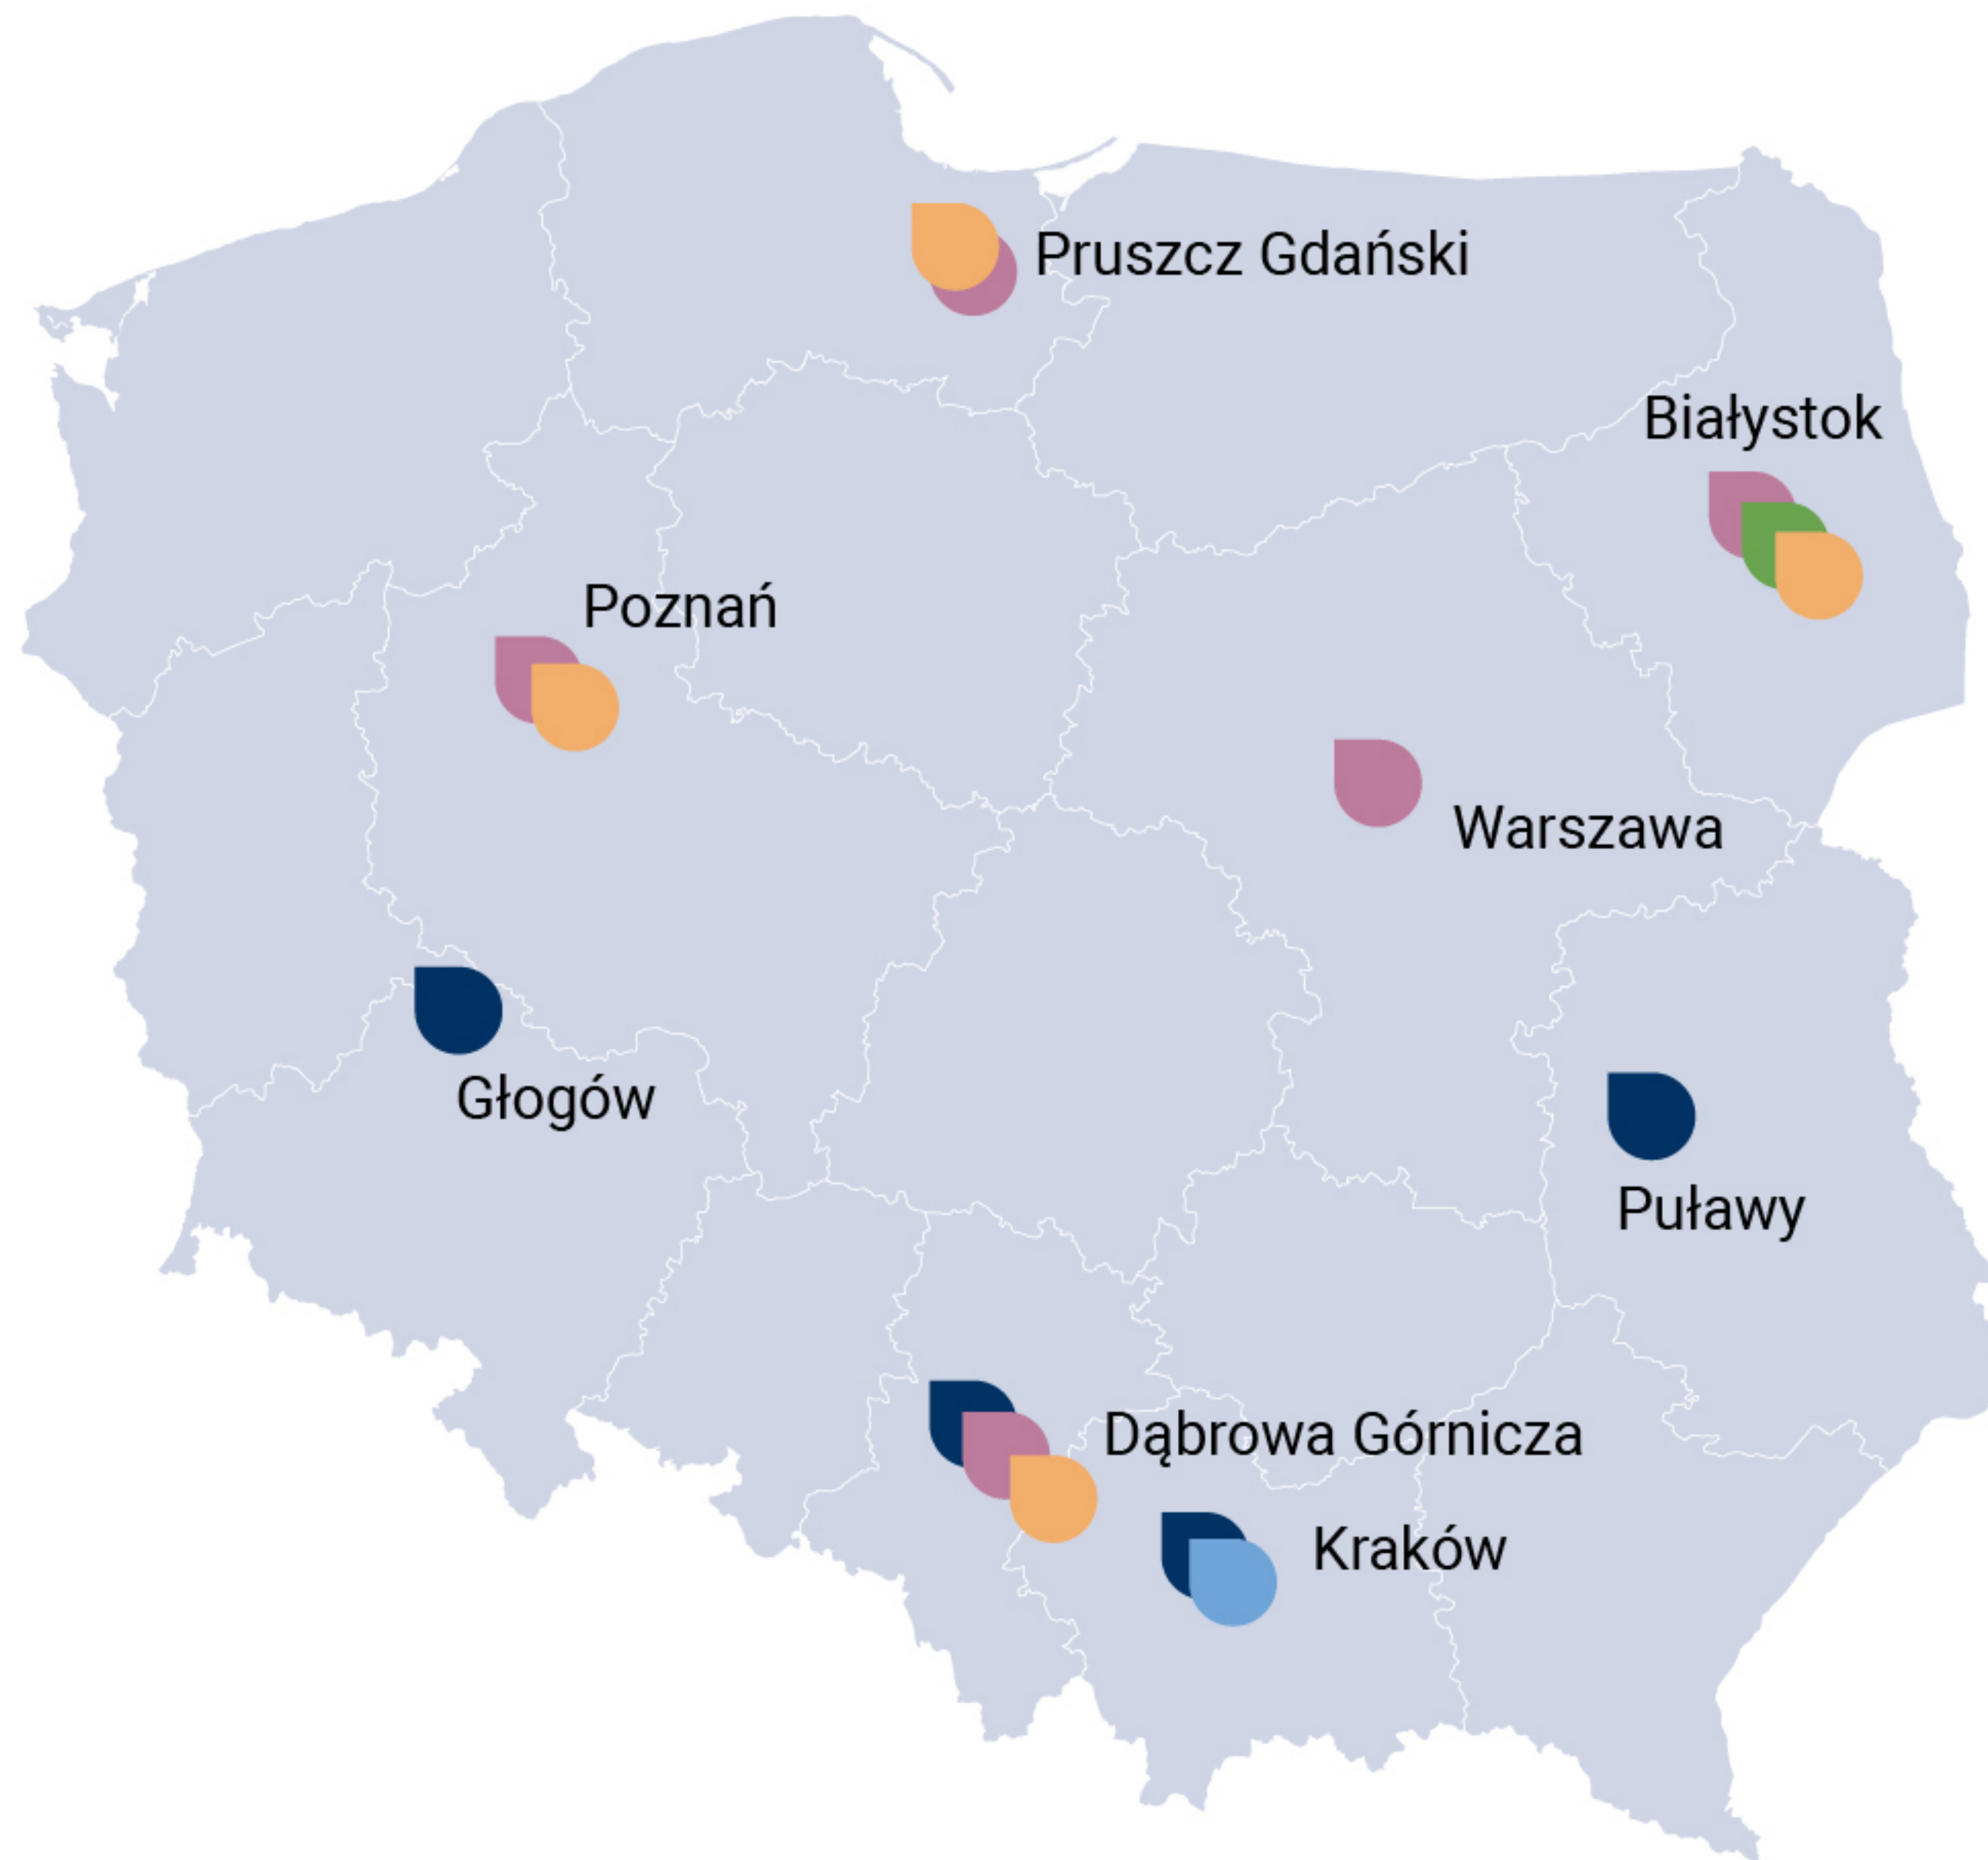 Pruszcz Gdański
Białystok
Poznań
Warszawa
Głogów
Puławy
Dąbrowa Górnicza
Kraków